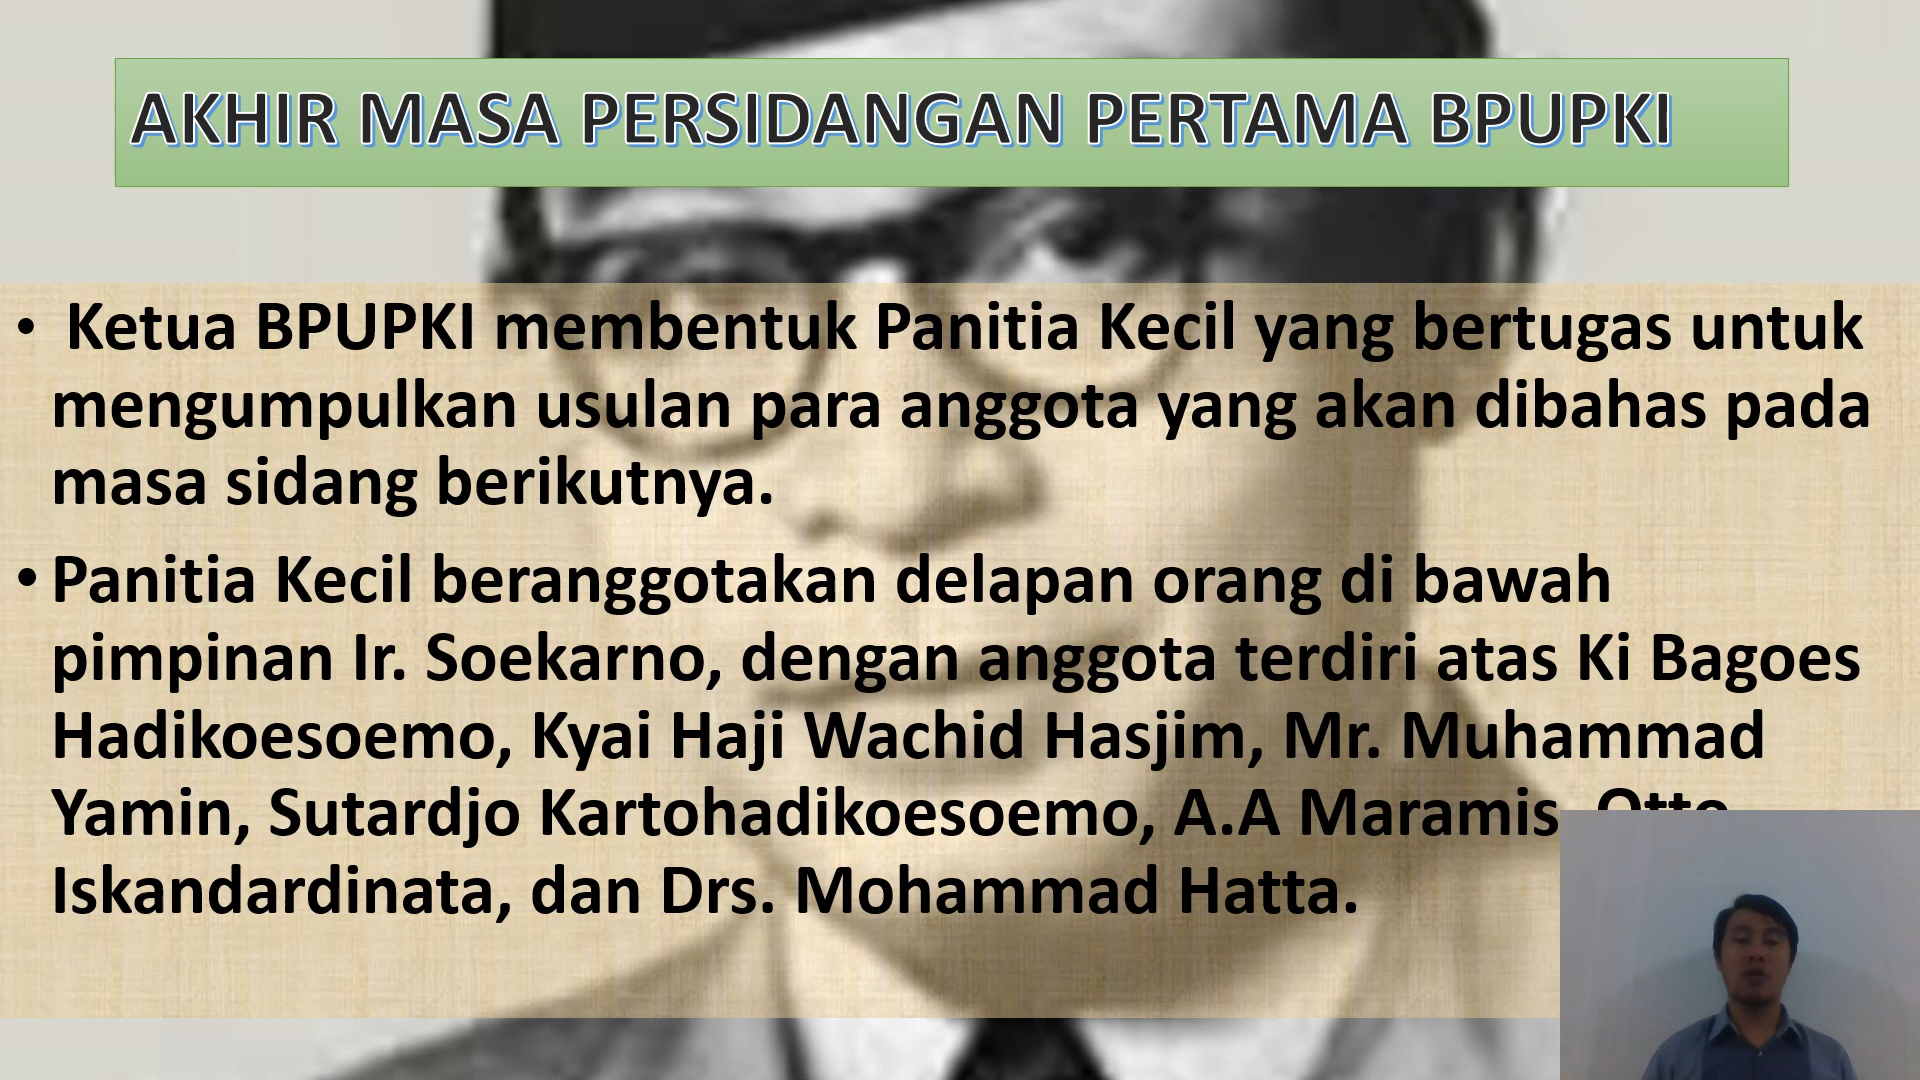 AKHIR MASA PERSIDANGAN PERTAMA BPUPKI
• Ketua BPUPKI membentuk Panitia Kecil yang bertugas untuk
mengumpulkan usulan para anggota yang akan dibahas pada
masa sidang berikutnya.
• Panitia Kecil beranggotakan delapan orang di bawah
pimpinan Ir. Soekarno, dengan anggota terdiri atas Ki Bagoes
Hadikoesoemo, Kyai Haji Wachid Hasjim, Mr. Muhammad
Yamin, Sutardjo Kartohadikoesoemo, A.A Maramis, Otto
Iskandardinata, dan Drs. Mohammad Hatta.